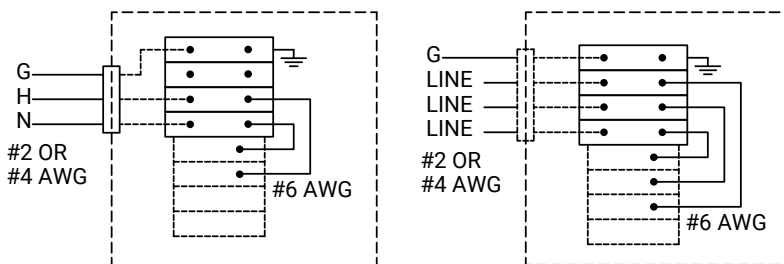 G
H
N
#2 OR
#4 AWG
#6 AWG
G
LINE
LINE
LINE
#2 OR
#4 AWG
#6 AWG